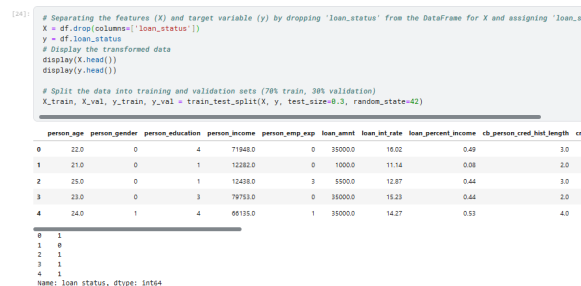 [24]:
# Separating the features (X) and target variable (y) by dropping 'loan_status' from the DataFrame for X and assigning 'loan_s
X = df.drop(columns=['loan_status'])
y = df.loan_status
# Display the transformed data
display(X.head())
display(y.head())
# Split the data into training and validation sets (70% train, 30% validation)
X_train, X_val, y_train, y_val = train_test_split(X, y, test_size=0.3, random_state=42)
person_age person_gender person_education person_income person_emp_exp loan_amnt loan_int_rate loan_percent_income cb_person_cred_hist_length
0 22.0 0 4 71948.0 0 35000.0 16.02 0.49 3.0
1 21.0 0 1 12282.0 0 1000.0 11.14 0.08 2.0
2 25.0 0 1 12438.0 3 5500.0 12.87 0.44 3.0
3 23.0 0 3 79753.0 0 35000.0 15.23 0.44 2.0
4 24.0 1 4 66135.0 1 35000.0 14.27 0.53 4.0
0 1
1 0
2 1
3 1
4 1
Name: loan_status, dtype: int64